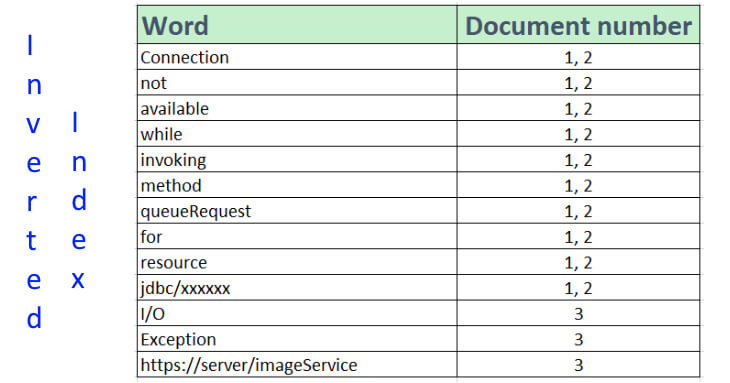 Inverted
Index
Word Document number
Connection 1, 2
not 1, 2
available 1, 2
while 1, 2
invoking 1, 2
method 1, 2
queueRequest 1, 2
for 1, 2
resource 1, 2
jdbc/xxxxxx 1, 2
I/O 3
Exception 3
https://server/imageService 3